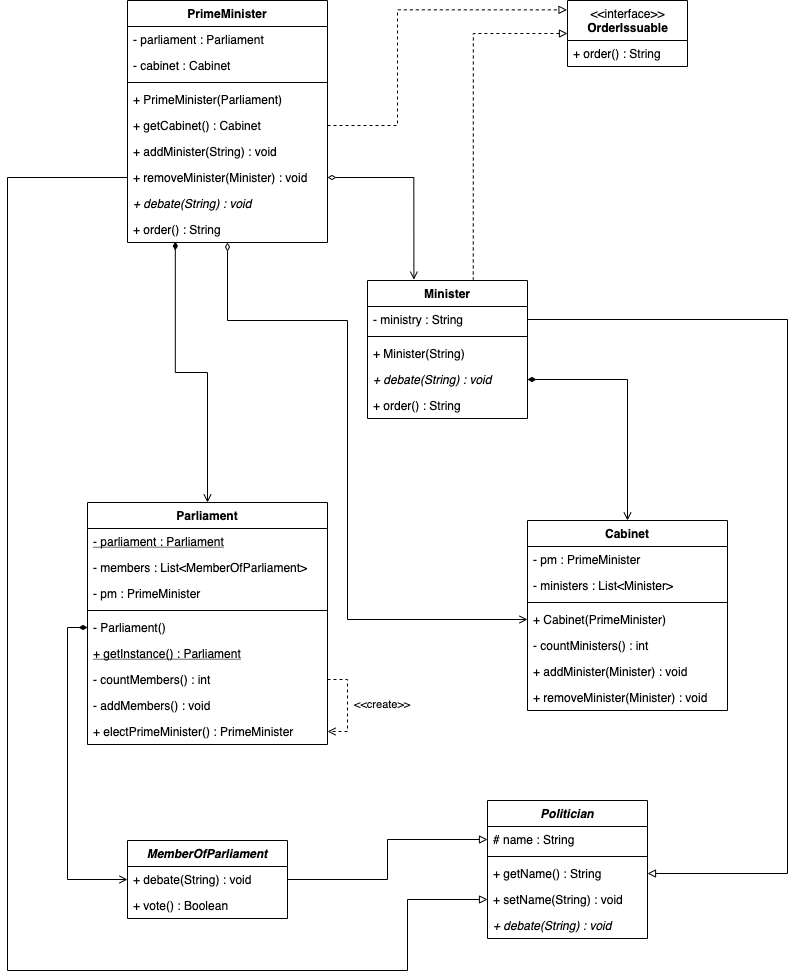 PrimeMinister
- parliament : Parliament
- cabinet : Cabinet
+ PrimeMinister(Parliament)
+ getCabinet() : Cabinet
+ addMinister(String) : void
+ removeMinister(Minister) : void
+ debate(String) : void
+ order() : String
<<interface>>
OrderIssuable
+ order() : String
Minister
- ministry : String
+ Minister(String)
+ debate(String) : void
+ order() : String
Parliament
- parliament : Parliament
- members : List<MemberOfParliament>
- pm : PrimeMinister
- Parliament()
+ getInstance() : Parliament
- countMembers() : int
- addMembers() : void
+ electPrimeMinister() : PrimeMinister
<<create>>
Cabinet
- pm : PrimeMinister
- ministers : List<Minister>
+ Cabinet(PrimeMinister)
- countMinisters() : int
+ addMinister(Minister) : void
+ removeMinister(Minister) : void
MemberOfParliament
+ debate(String) : void
+ vote() : Boolean
Politician
# name : String
+ getName() : String
+ setName(String) : void
+ debate(String) : void